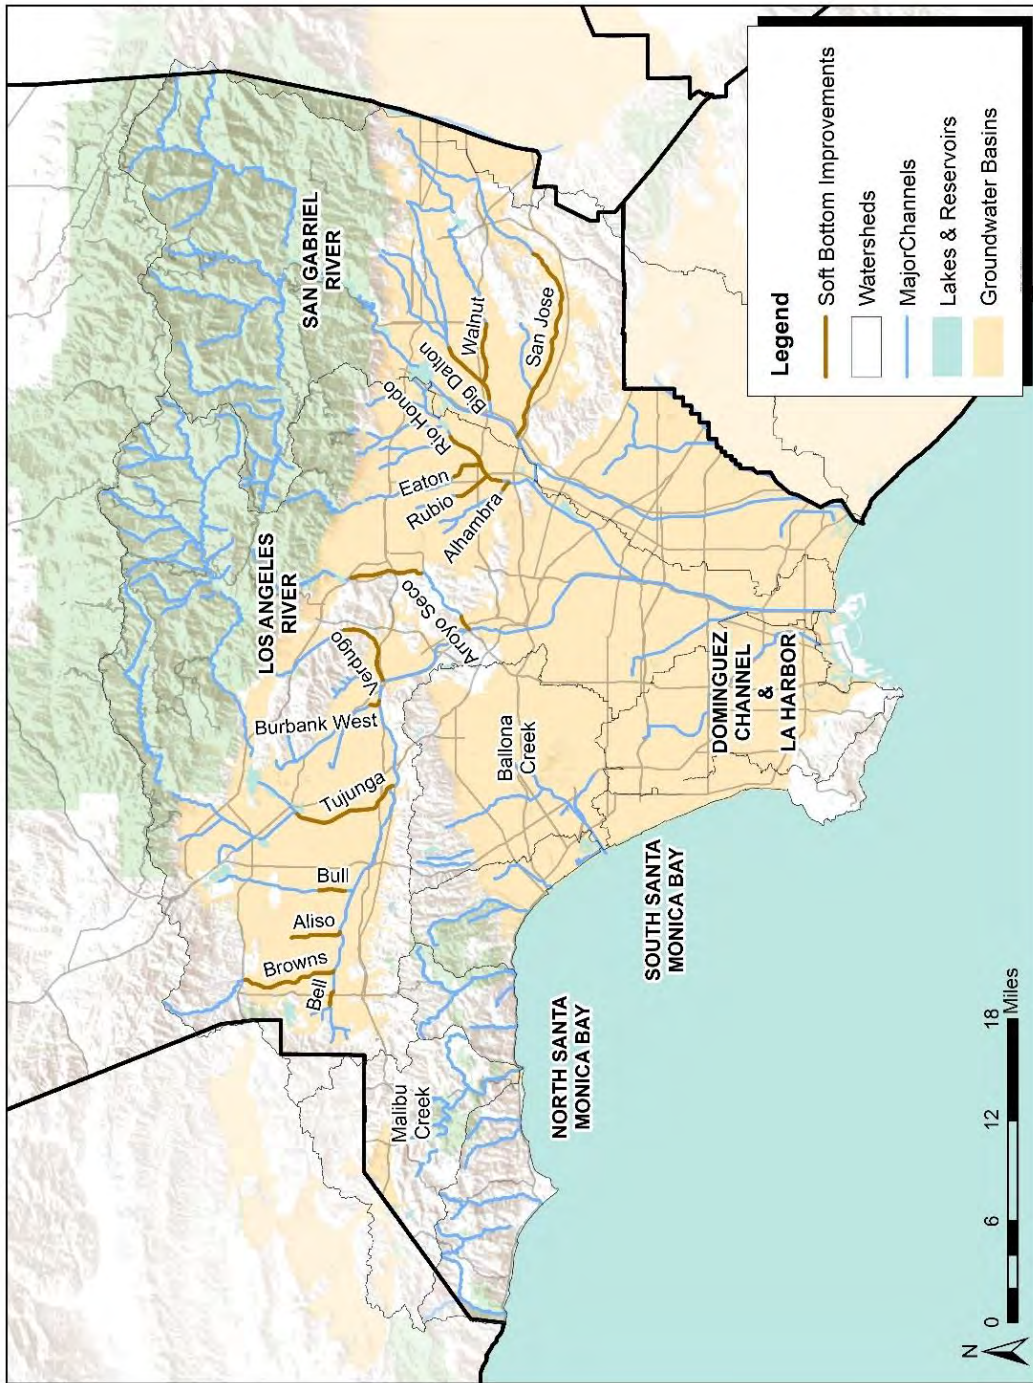 SAN GABRIEL
RIVER
LOS ANGELES
RIVER
Bell
Browns
Aliso
Bull
Tujunga
Burbank West
Verdugo
Arroyo Seco
Alhambra
Rubio
Eaton
Rio Hondo
Big Dalton
Walnut
San Jose
Malibu
Creek
Ballona
Creek
NORTH SANTA
MONICA BAY
SOUTH SANTA
MONICA BAY
DOMINGUEZ
CHANNEL
&
LA HARBOR
N
0 6 12 18
Miles
Legend
Soft Bottom Improvements
Watersheds
MajorChannels
Lakes & Reservoirs
Groundwater Basins